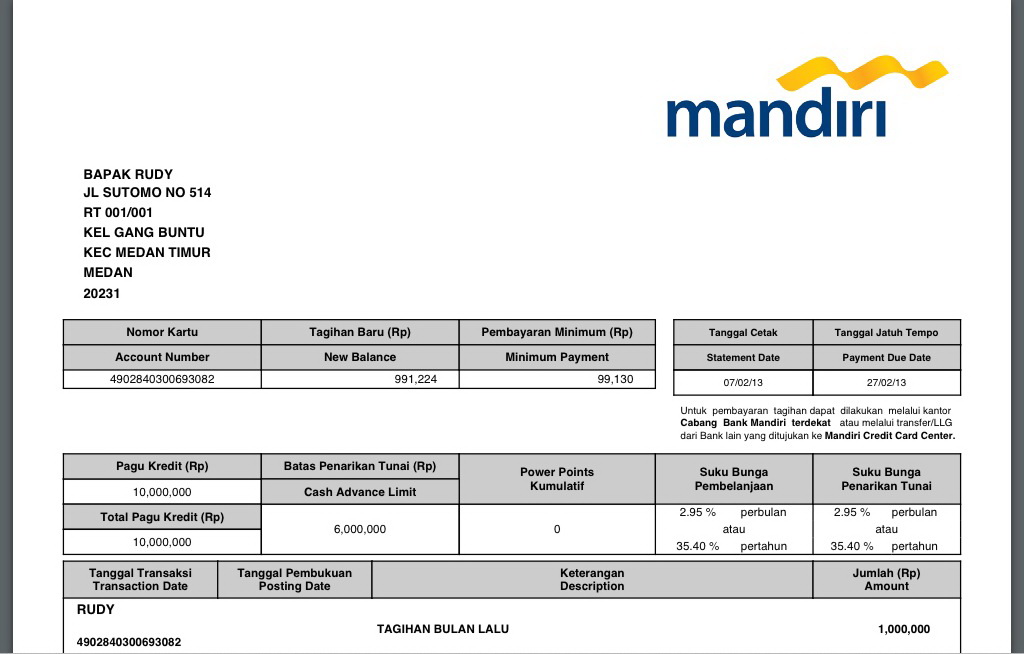 mandiri
BAPAK RUDY
JL SUTOMO NO 514
RT 001/001
KEL GANG BUNTU
KEC MEDAN TIMUR
MEDAN
20231
Nomor Kartu Tagihan Baru (Rp) Pembayaran Minimum (Rp)
Account Number New Balance Minimum Payment
4902840300693082 991,224 99,130
Tanggal Cetak Tanggal Jatuh Tempo
Statement Date Payment Due Date
07/02/13 27/02/13
Untuk pembayaran tagihan dapat dilakukan melalui kantor
Cabang Bank Mandiri terdekat atau melalui transfer/LLG
dari Bank lain yang ditujukan ke Mandiri Credit Card Center.
Pagu Kredit (Rp)
10,000,000
Total Pagu Kredit (Rp)
10,000,000
Batas Penarikan Tunai (Rp)
Cash Advance Limit
6,000,000
Power Points
Kumulatif
0
Suku Bunga
Pembelanjaan
2.95 % perbulan
atau
35.40 % pertahun
Suku Bunga
Penarikan Tunai
2.95 % perbulan
atau
35.40 % pertahun
Tanggal Transaksi Tanggal Pembukuan Keterangan Jumlah (Rp)
Transaction Date Posting Date Description Amount
RUDY
TAGIHAN BULAN LALU 1,000,000
4902840300693082